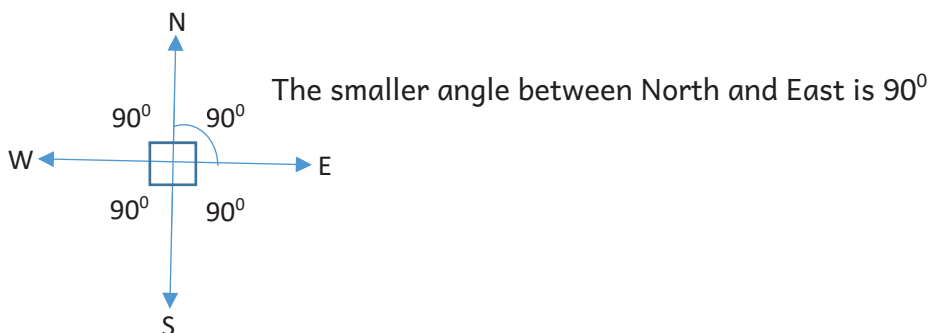 N
The smaller angle between North and East is 90⁰
90⁰ 90⁰
W E
90⁰ 90⁰
S